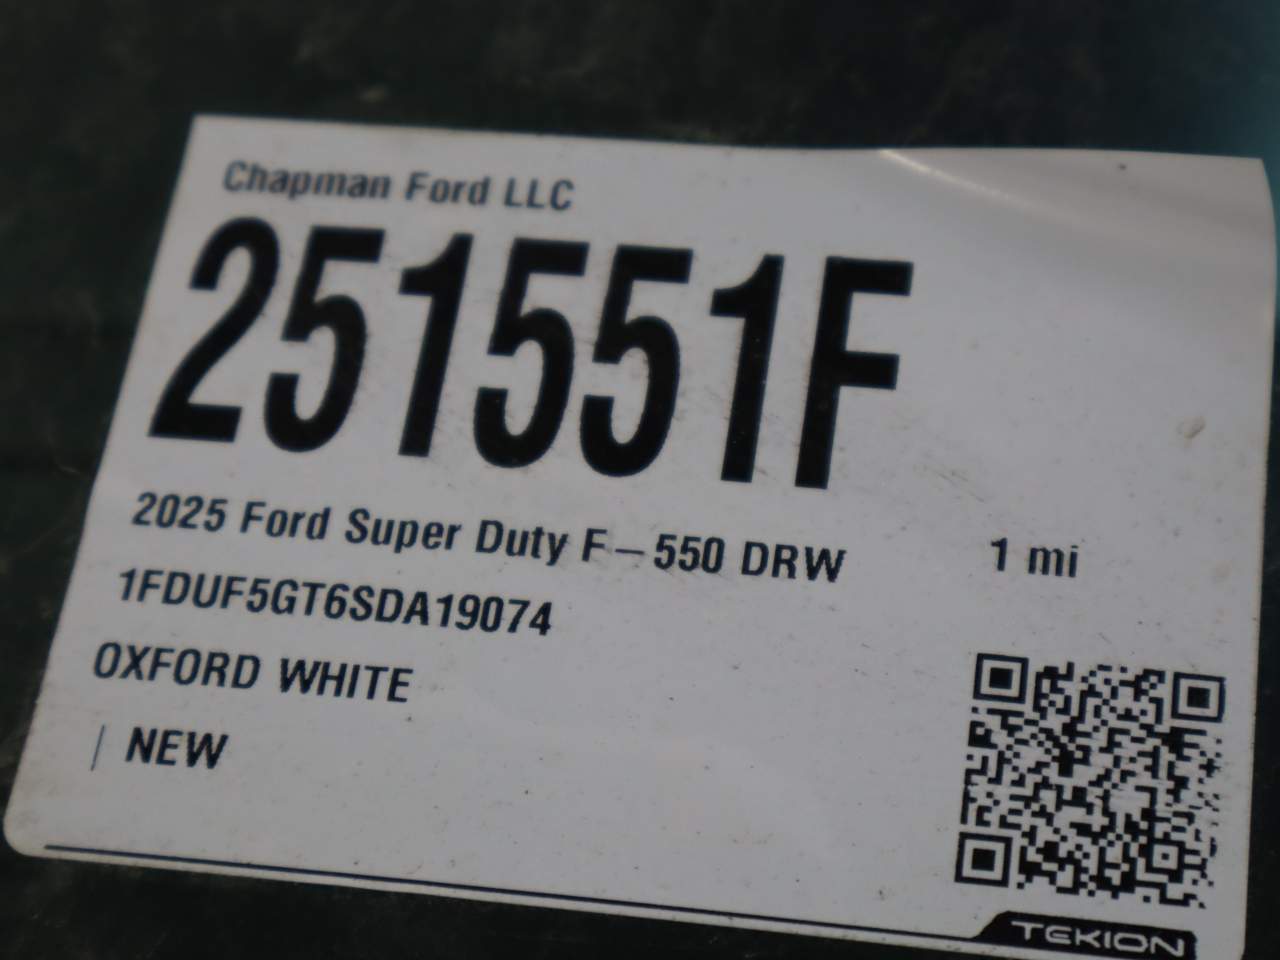 Chapman Ford LLC
251551F
2025 Ford Super Duty F-550 DRW 1 mi
1FDUF5GT6SDA19074
OXFORD WHITE
| NEW
TEKION